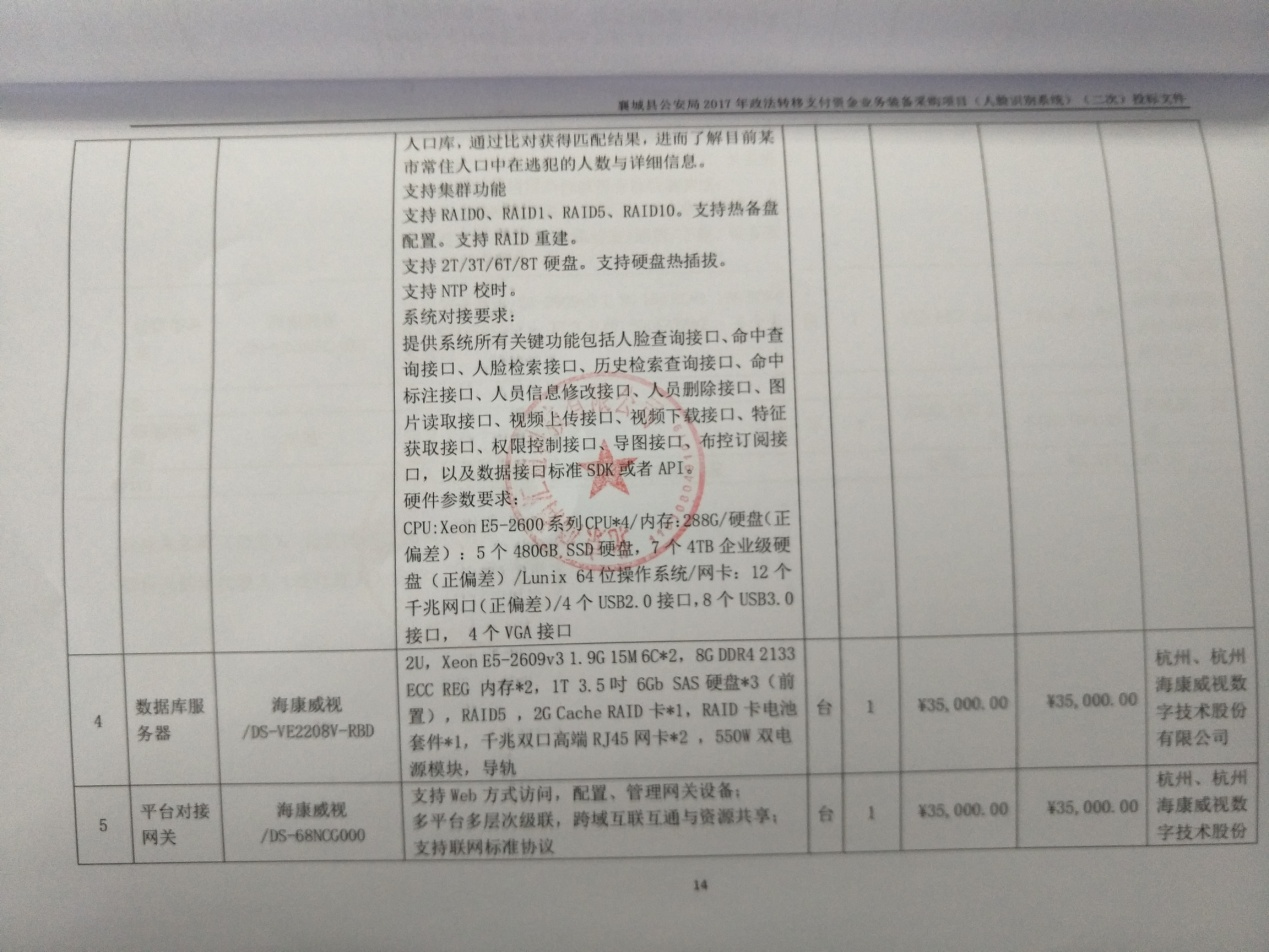 襄城县公安局2017年政法转移支付资金业务装备采购项目（人脸识别系统）（二次）投标文件
人口库，通过比对获得匹配结果，进而了解目前某
市常住人口中在逃犯的人数与详细信息。
支持集群功能
支持RAID0、RAID1、RAID5、RAID10。支持热备盘
配置。支持RAID重建。
支持2T/3T/6T/8T硬盘。支持硬盘热插拔。
支持NTP校时。
系统对接要求：
提供系统所有关键功能包括人脸查询接口、命中查
询接口、人脸检索接口、历史检索查询接口、命中
标注接口、人员信息修改接口、人员删除接口、图
片读取接口、视频上传接口、视频下载接口、特征
获取接口、权限控制接口、导图接口、布控订阅接
口，以及数据接口标准SDK或者API。
硬件参数要求：
CPU:Xeon E5-2600系列CPU*4/内存:288G/硬盘（正
偏差）：5个480GB SSD硬盘，7个4TB企业级硬
盘（正偏差）/Lunix 64位操作系统/网卡：12个
千兆网口（正偏差）/4个USB2.0接口，8个USB3.0
接口， 4个VGA接口
4
数据库服
务器
海康威视
/DS-VE2208V-RBD
2U，Xeon E5-2609v3 1.9G 15M 6C*2，8G DDR4 2133
ECC REG 内存*2，1T 3.5吋 6Gb SAS硬盘*3（前
置），RAID5 ，2G Cache RAID卡*1，RAID卡电池
套件*1，千兆双口高端RJ45网卡*2 ，550W双电
源模块，导轨
台
1
¥35,000.00
¥35,000.00
杭州、杭州
海康威视数
字技术股份
有限公司
5
平台对接
网关
海康威视
/DS-68NCG000
支持Web方式访问，配置、管理网关设备；
多平台多层次级联，跨域互联互通与资源共享；
支持联网标准协议
台
1
¥35,000.00
¥35,000.00
杭州、杭州
海康威视数
字技术股份
14